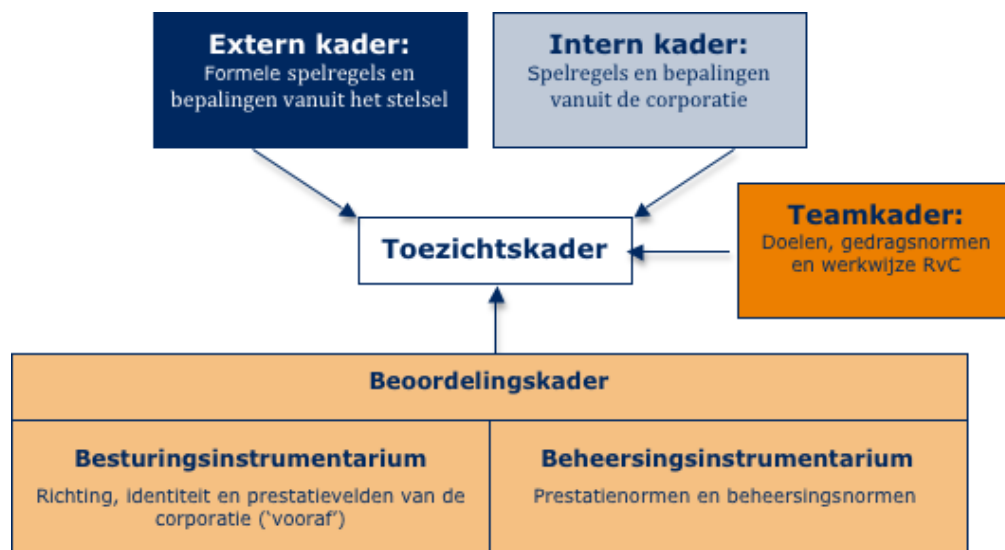 Extern kader:
Formele spelregels en
bepalingen vanuit het stelsel
Intern kader:
Spelregels en bepalingen
vanuit de corporatie
Teamkader:
Doelen, gedragsnormen
en werkwijze RvC
Toezichtskader
Beoordelingskader
Besturingsinstrumentarium
Richting, identiteit en prestatievelden van de
corporatie (‘vooraf’)
Beheersingsinstrumentarium
Prestatienormen en beheersingsnormen